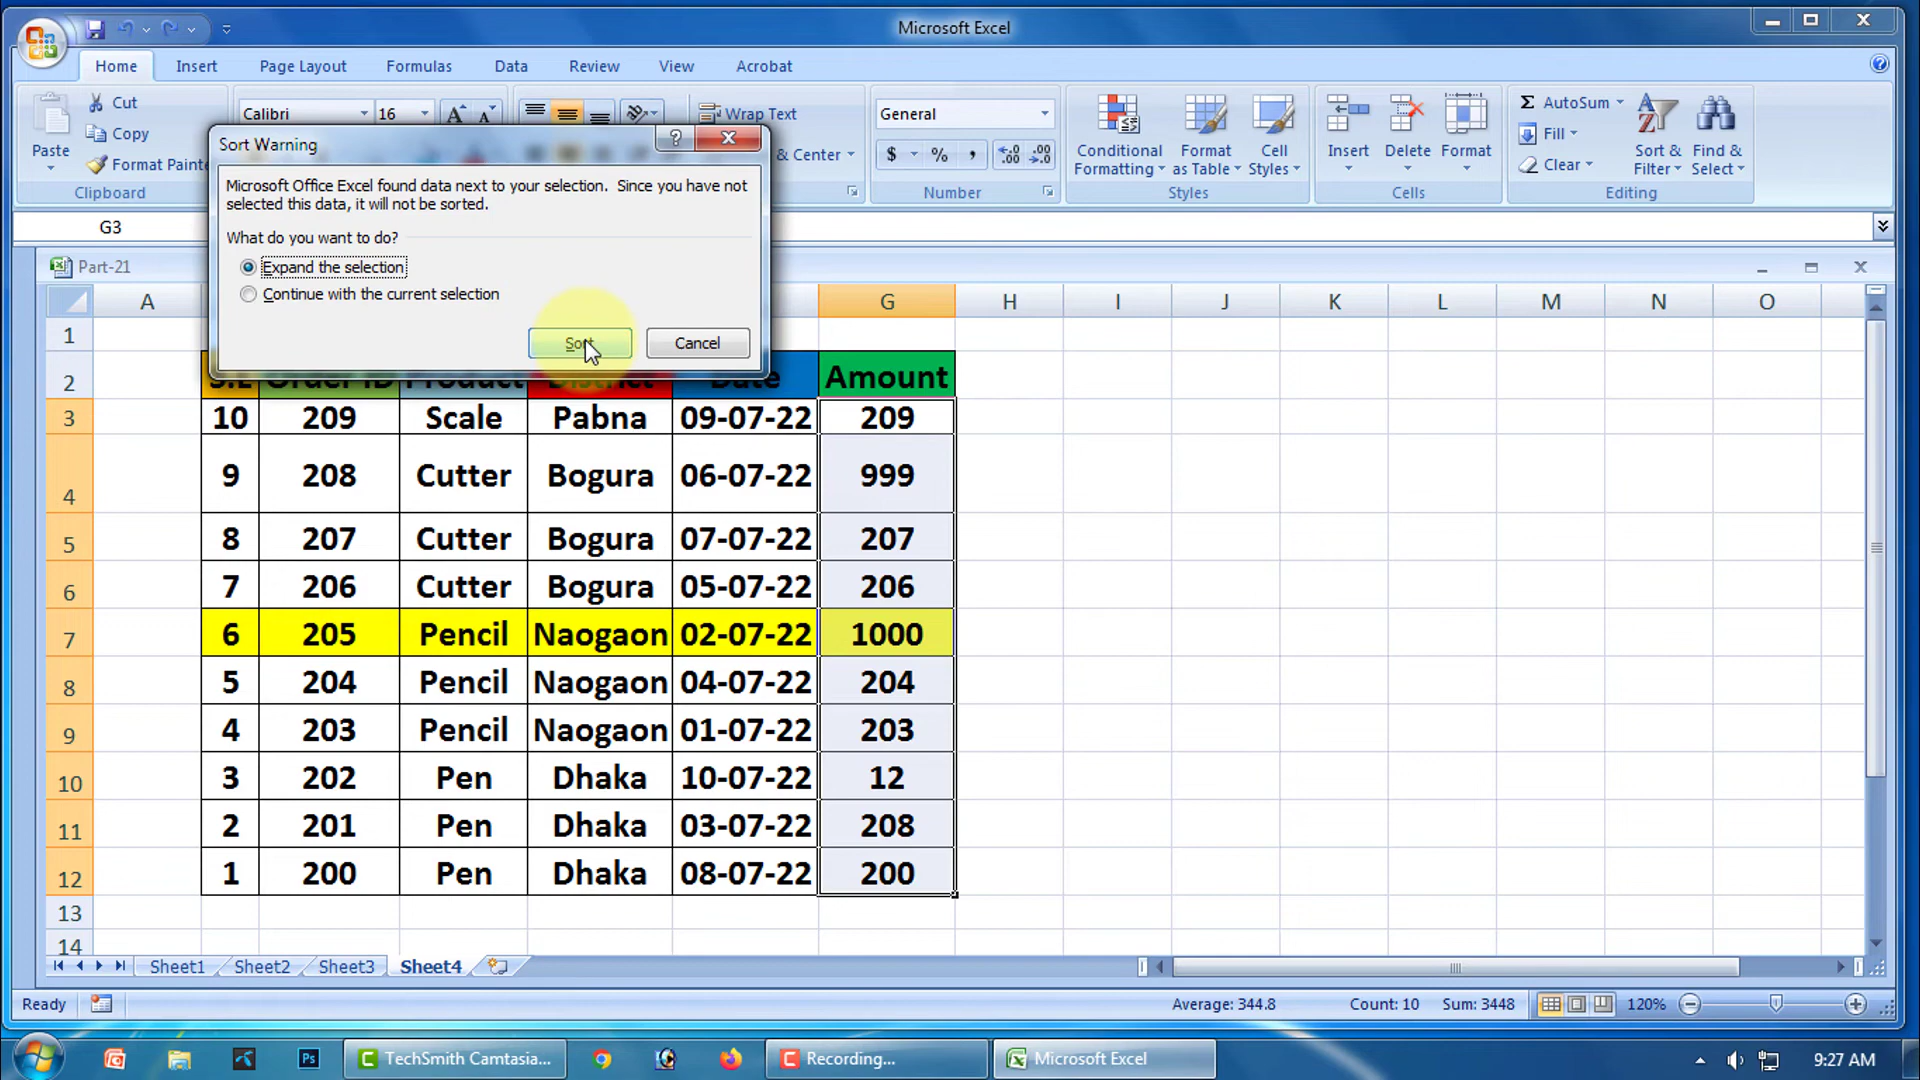 Microsoft Excel
Home Insert Page Layout Formulas Data Review View Acrobat
Paste
Cut
Copy
Format Painte
Clipboard
Calibri 16
Wrap Text
& Center
General
$ % ,
Number
Conditional Formatting
Format as Table
Cell Styles
Styles
Insert Delete Format
Cells
AutoSum
Fill
Clear
Sort & Filter
Find & Select
Editing
Sort Warning
Microsoft Office Excel found data next to your selection. Since you have not
selected this data, it will not be sorted.
What do you want to do?
Expand the selection
Continue with the current selection
Sort Cancel
G3
Part-21
A G H I J K L M N O
1
2 S.L Order ID Product District Date Amount
3 10 209 Scale Pabna 09-07-22 209
4 9 208 Cutter Bogura 06-07-22 999
5 8 207 Cutter Bogura 07-07-22 207
6 7 206 Cutter Bogura 05-07-22 206
7 6 205 Pencil Naogaon 02-07-22 1000
8 5 204 Pencil Naogaon 04-07-22 204
9 4 203 Pencil Naogaon 01-07-22 203
10 3 202 Pen Dhaka 10-07-22 12
11 2 201 Pen Dhaka 03-07-22 208
12 1 200 Pen Dhaka 08-07-22 200
13
14
Sheet1 Sheet2 Sheet3 Sheet4
Ready Average: 344.8 Count: 10 Sum: 3448 120%
Ps TechSmith Camtasia... Recording... Microsoft Excel 9:27 AM